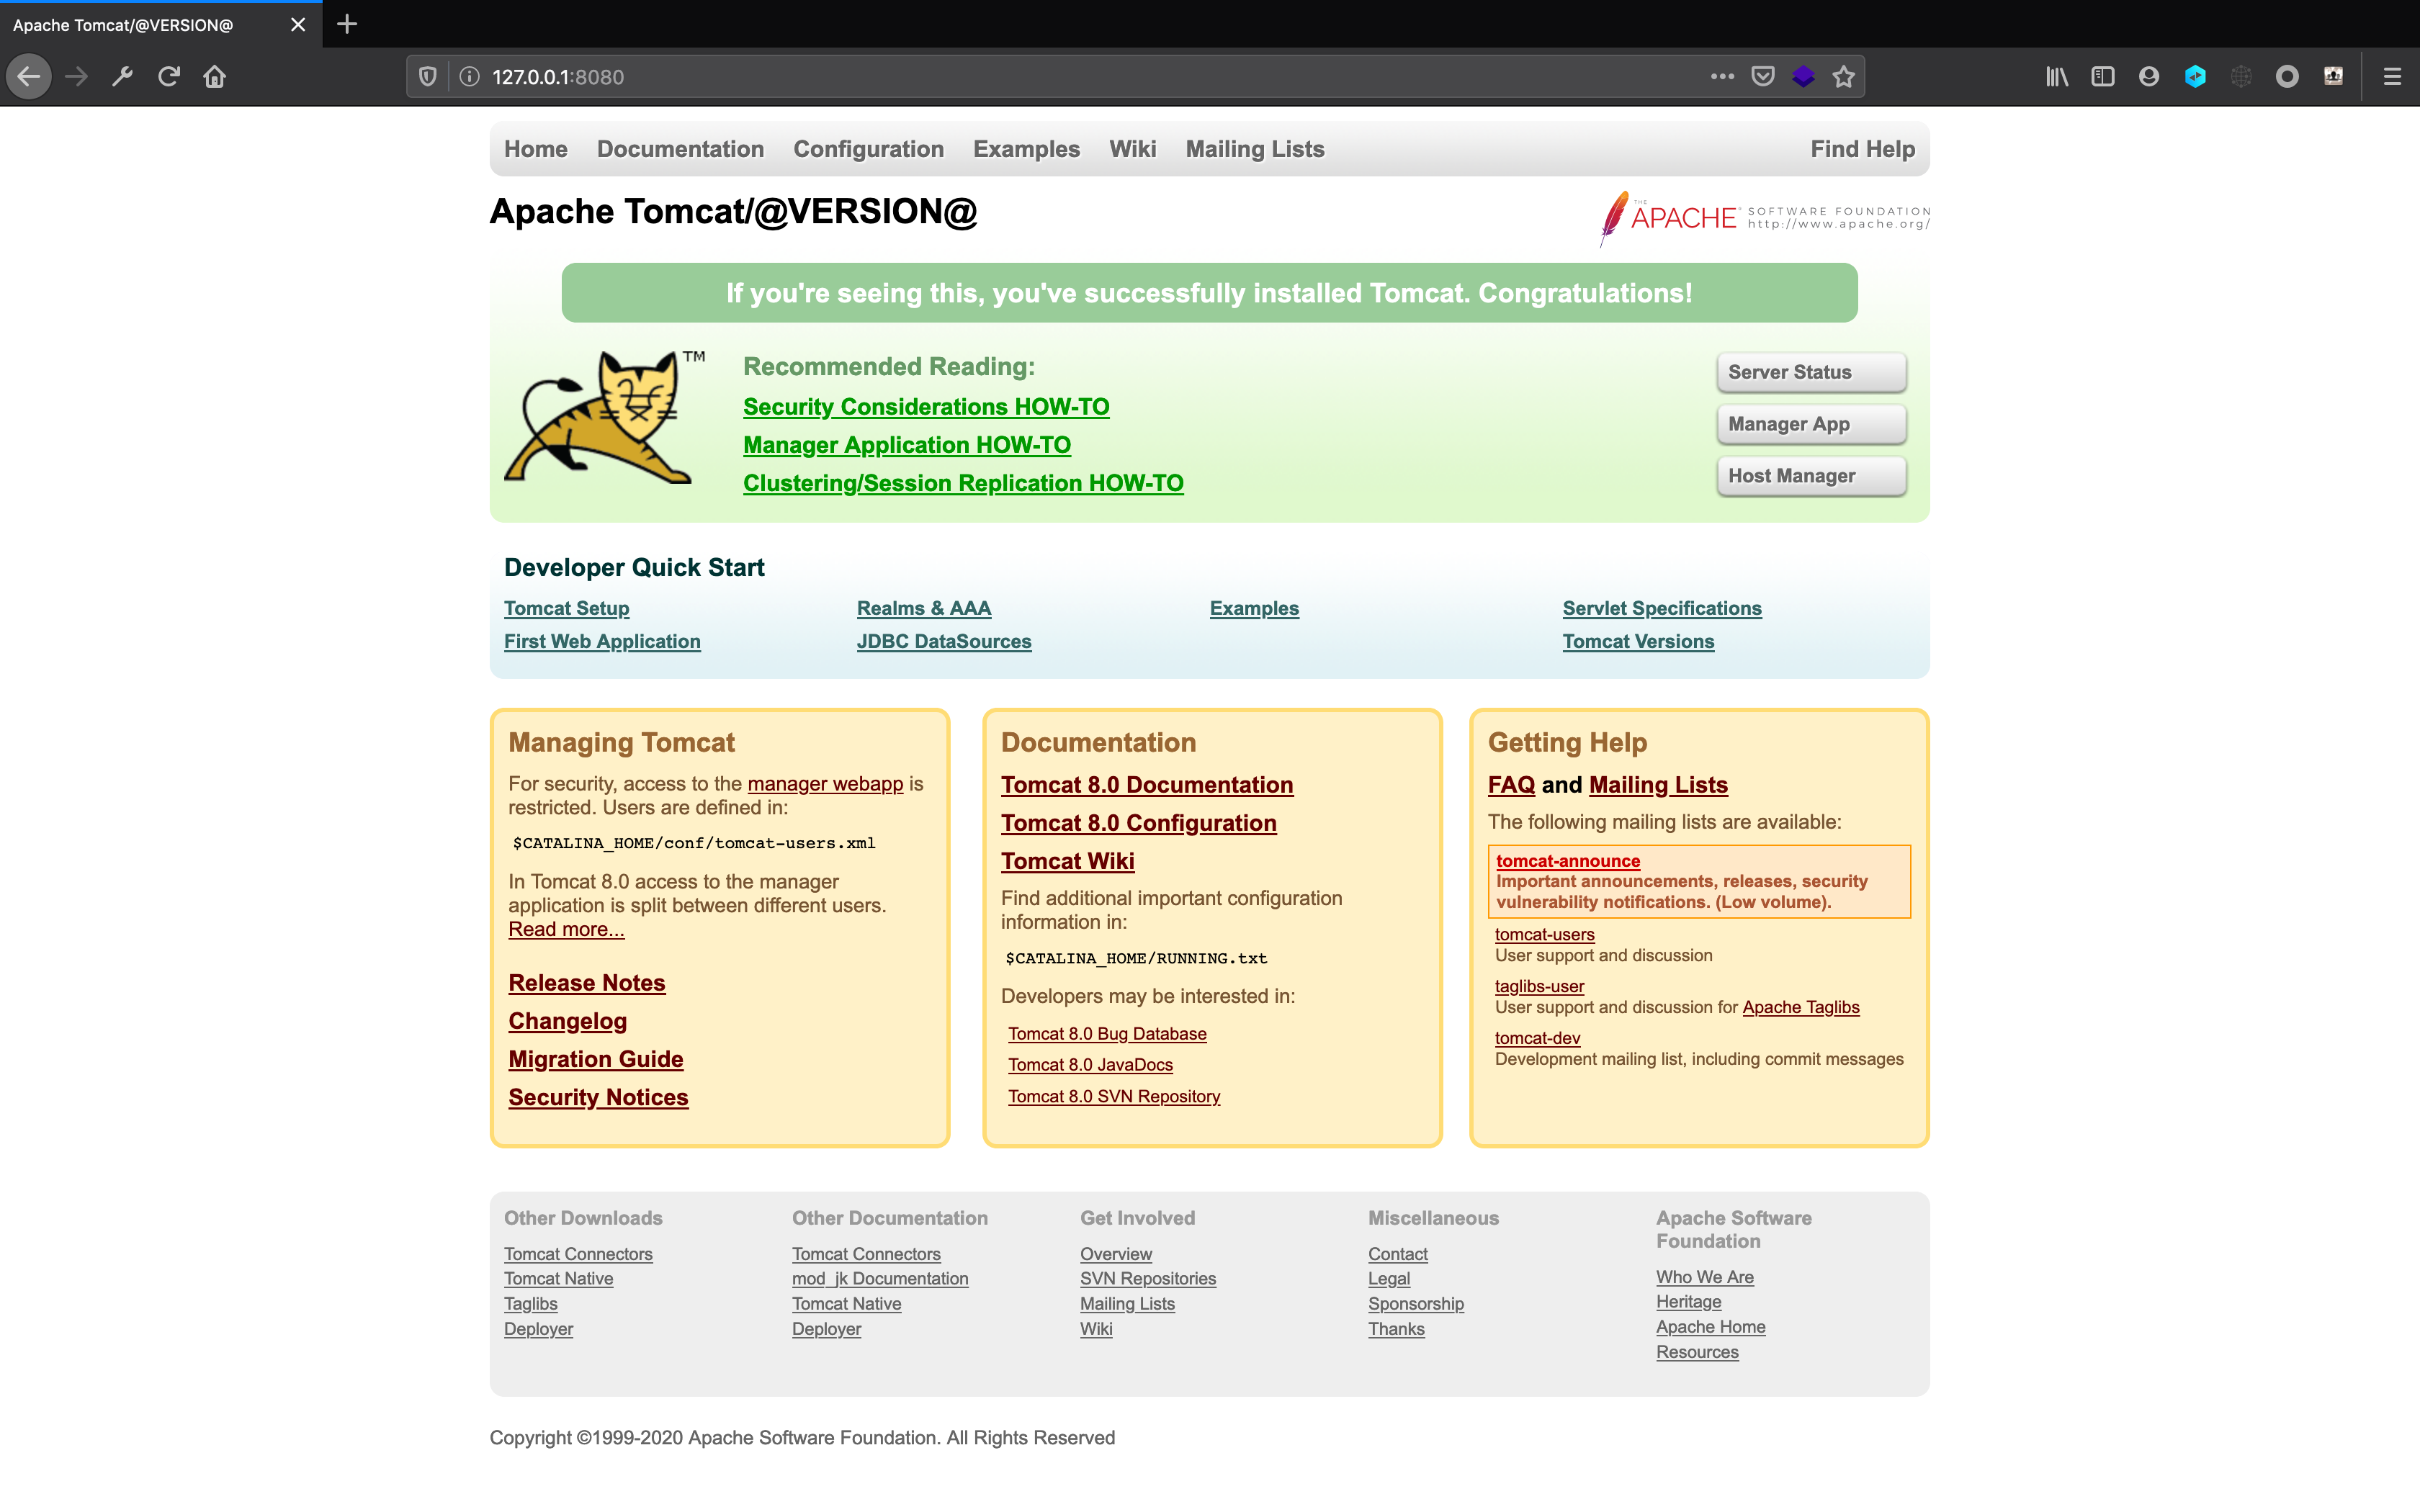 Apache Tomcat/@VERSION@
127.0.0.1:8080
Home Documentation Configuration Examples Wiki Mailing Lists Find Help
Apache Tomcat/@VERSION@
THE APACHE® SOFTWARE FOUNDATION
http://www.apache.org/
If you're seeing this, you've successfully installed Tomcat. Congratulations!
TM
Recommended Reading:
Security Considerations HOW-TO
Manager Application HOW-TO
Clustering/Session Replication HOW-TO
Server Status
Manager App
Host Manager
Developer Quick Start
Tomcat Setup
First Web Application
Realms & AAA
JDBC DataSources
Examples
Servlet Specifications
Tomcat Versions
Managing Tomcat
For security, access to the manager webapp is
restricted. Users are defined in:
$CATALINA_HOME/conf/tomcat-users.xml
In Tomcat 8.0 access to the manager
application is split between different users.
Read more...
Release Notes
Changelog
Migration Guide
Security Notices
Documentation
Tomcat 8.0 Documentation
Tomcat 8.0 Configuration
Tomcat Wiki
Find additional important configuration
information in:
$CATALINA_HOME/RUNNING.txt
Developers may be interested in:
Tomcat 8.0 Bug Database
Tomcat 8.0 JavaDocs
Tomcat 8.0 SVN Repository
Getting Help
FAQ and Mailing Lists
The following mailing lists are available:
tomcat-announce
Important announcements, releases, security
vulnerability notifications. (Low volume).
tomcat-users
User support and discussion
taglibs-user
User support and discussion for Apache Taglibs
tomcat-dev
Development mailing list, including commit messages
Other Downloads
Tomcat Connectors
Tomcat Native
Taglibs
Deployer
Other Documentation
Tomcat Connectors
mod_jk Documentation
Tomcat Native
Deployer
Get Involved
Overview
SVN Repositories
Mailing Lists
Wiki
Miscellaneous
Contact
Legal
Sponsorship
Thanks
Apache Software
Foundation
Who We Are
Heritage
Apache Home
Resources
Copyright ©1999-2020 Apache Software Foundation. All Rights Reserved